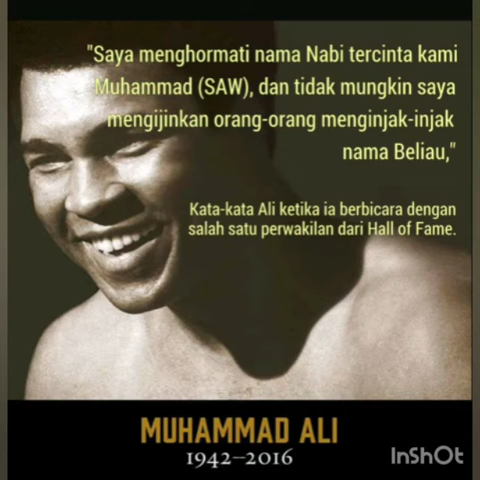 "Saya menghormati nama Nabi tercinta kami
Muhammad (SAW), dan tidak mungkin saya
mengijinkan orang-orang menginjak-injak
nama Beliau,"
Kata-kata Ali ketika ia berbicara dengan
salah satu perwakilan dari Hall of Fame.
MUHAMMAD ALI
1942–2016
InShOt